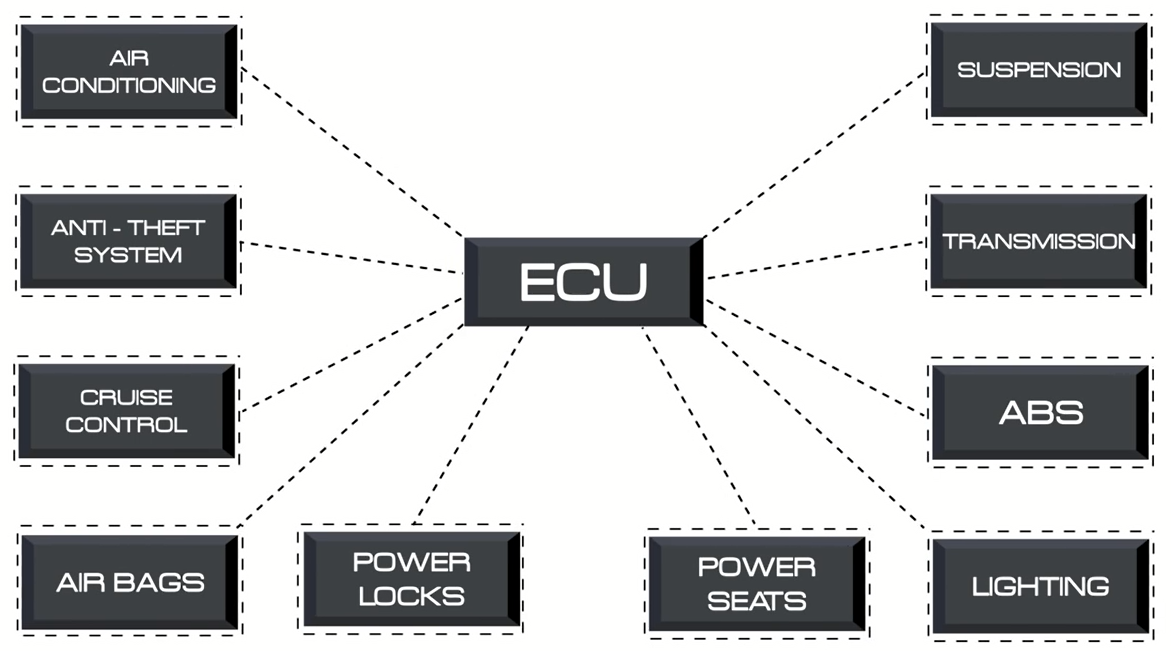 AIR
CONDITIONING
SUSPENSION
ANTI - THEFT
SYSTEM
TRANSMISSION
ECU
CRUISE
CONTROL
ABS
AIR BAGS
POWER
LOCKS
POWER
SEATS
LIGHTING